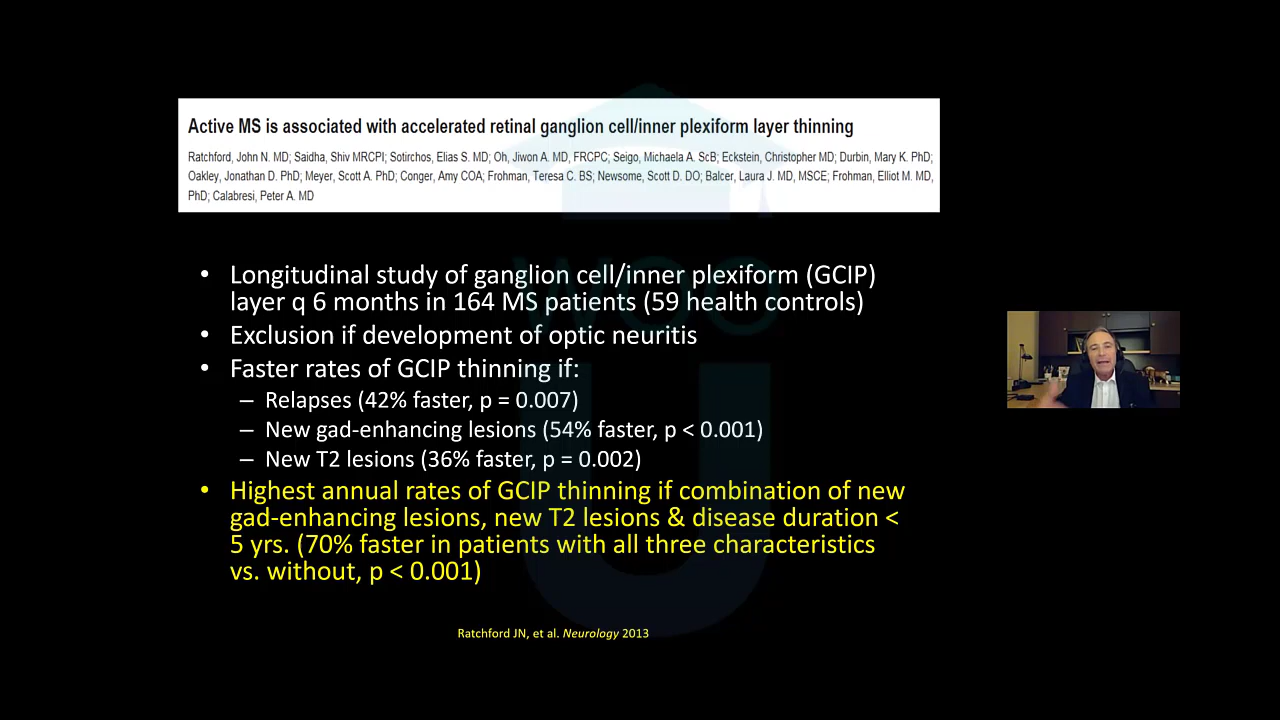 Active MS is associated with accelerated retinal ganglion cell/inner plexiform layer thinning
Ratchford, John N. MD; Saidha, Shiv MRCPI; Sotirchos, Elias S. MD; Oh, Jiwon A. MD, FRCPC; Seigo, Michaela A. ScB; Eckstein, Christopher MD; Durbin, Mary K. PhD;
Oakley, Jonathan D. PhD; Meyer, Scott A. PhD; Conger, Amy COA; Frohman, Teresa C. BS; Newsome, Scott D. DO; Balcer, Laura J. MD, MSCE; Frohman, Elliot M. MD,
PhD; Calabresi, Peter A. MD
• Longitudinal study of ganglion cell/inner plexiform (GCIP)
layer q 6 months in 164 MS patients (59 health controls)
• Exclusion if development of optic neuritis
• Faster rates of GCIP thinning if:
– Relapses (42% faster, p = 0.007)
– New gad-enhancing lesions (54% faster, p < 0.001)
– New T2 lesions (36% faster, p = 0.002)
• Highest annual rates of GCIP thinning if combination of new
gad-enhancing lesions, new T2 lesions & disease duration <
5 yrs. (70% faster in patients with all three characteristics
vs. without, p < 0.001)
Ratchford JN, et al. Neurology 2013
WOO
U